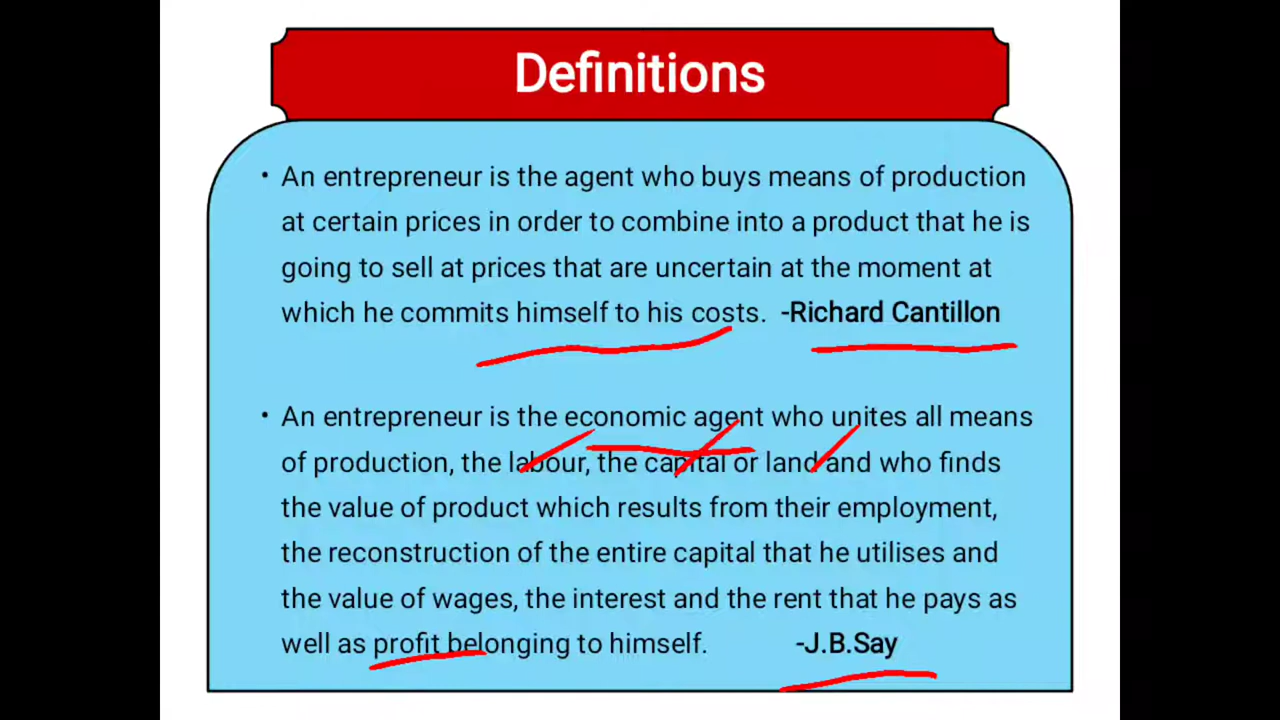 Definitions
• An entrepreneur is the agent who buys means of production
at certain prices in order to combine into a product that he is
going to sell at prices that are uncertain at the moment at
which he commits himself to his costs. -Richard Cantillon
• An entrepreneur is the economic agent who unites all means
of production, the labour, the capital or land and who finds
the value of product which results from their employment,
the reconstruction of the entire capital that he utilises and
the value of wages, the interest and the rent that he pays as
well as profit belonging to himself. -J.B.Say